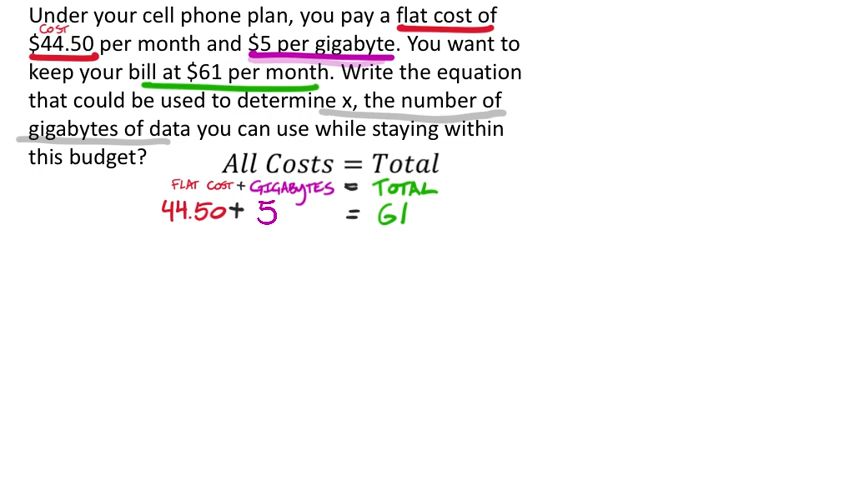 Under your cell phone plan, you pay a flat cost of
COST
$44.50 per month and $5 per gigabyte. You want to
keep your bill at $61 per month. Write the equation
that could be used to determine x, the number of
gigabytes of data you can use while staying within
this budget?
All Costs = Total
FLAT COST + GIGABYTES = TOTAL
44.50 + 5 = 61